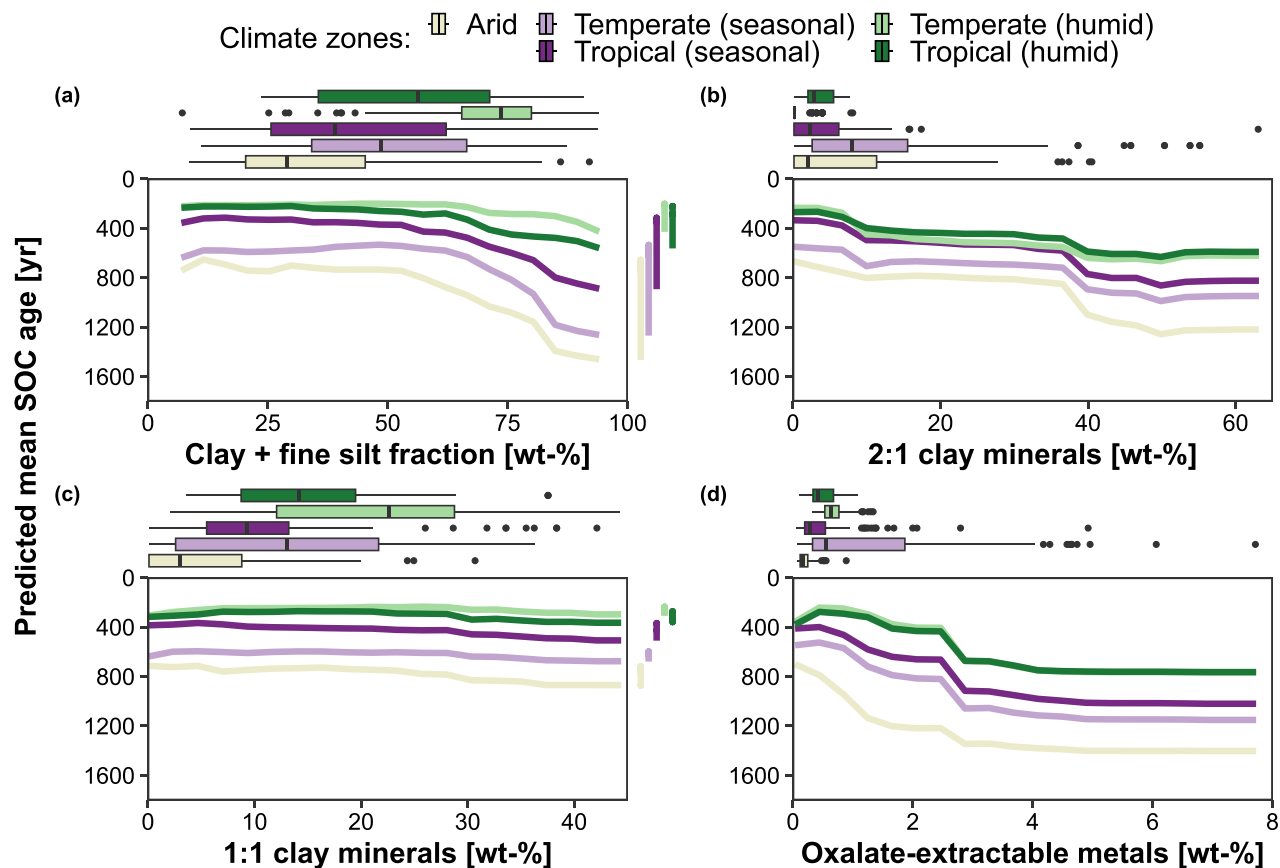 Climate zones: Arid Temperate (seasonal) Temperate (humid)
Tropical (seasonal) Tropical (humid)
(a)
0
400
800
1200
1600
0 25 50 75 100
Clay + fine silt fraction [wt-%]
(b)
0
400
800
1200
1600
0 20 40 60
2:1 clay minerals [wt-%]
Predicted mean SOC age [yr]
(c)
0
400
800
1200
1600
0 10 20 30 40
1:1 clay minerals [wt-%]
(d)
0
400
800
1200
1600
0 2 4 6 8
Oxalate-extractable metals [wt-%]